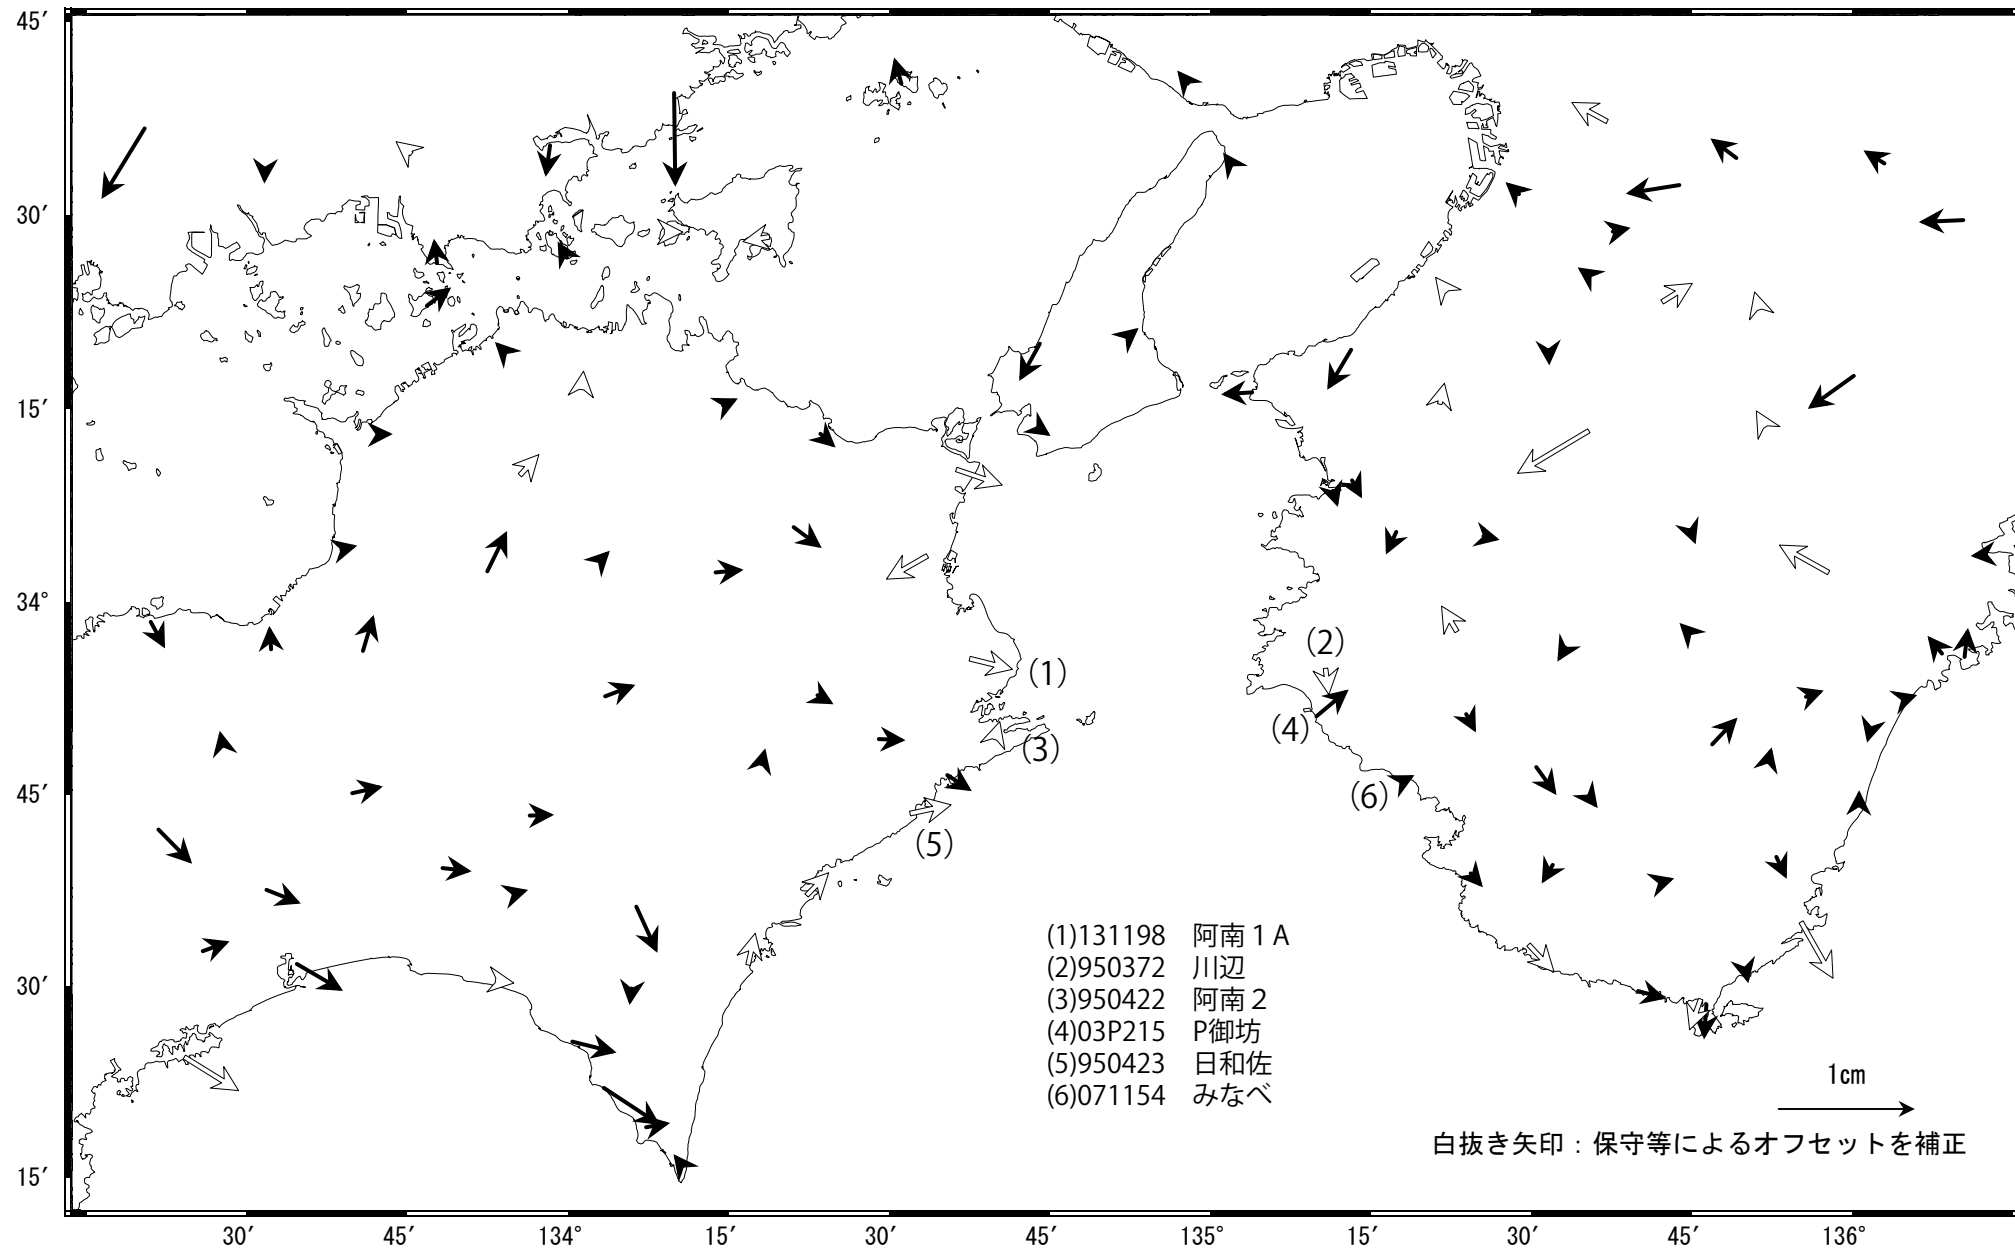 45′
30′
15′
34°
45′
30′
15′
(1)
(2)
(3)
(4)
(5)
(6)
(1)131198 阿南１A
(2)950372 川辺
(3)950422 阿南２
(4)03P215 P御坊
(5)950423 日和佐
(6)071154 みなべ
1cm
白抜き矢印：保守等によるオフセットを補正
30′ 45′ 134° 15′ 30′ 45′ 135° 15′ 30′ 45′ 136°